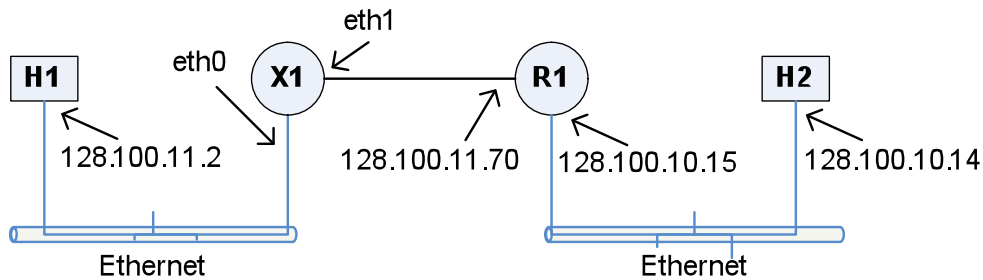 eth1
eth0
H1
X1
R1
H2
128.100.11.2
128.100.11.70
128.100.10.15
128.100.10.14
Ethernet
Ethernet